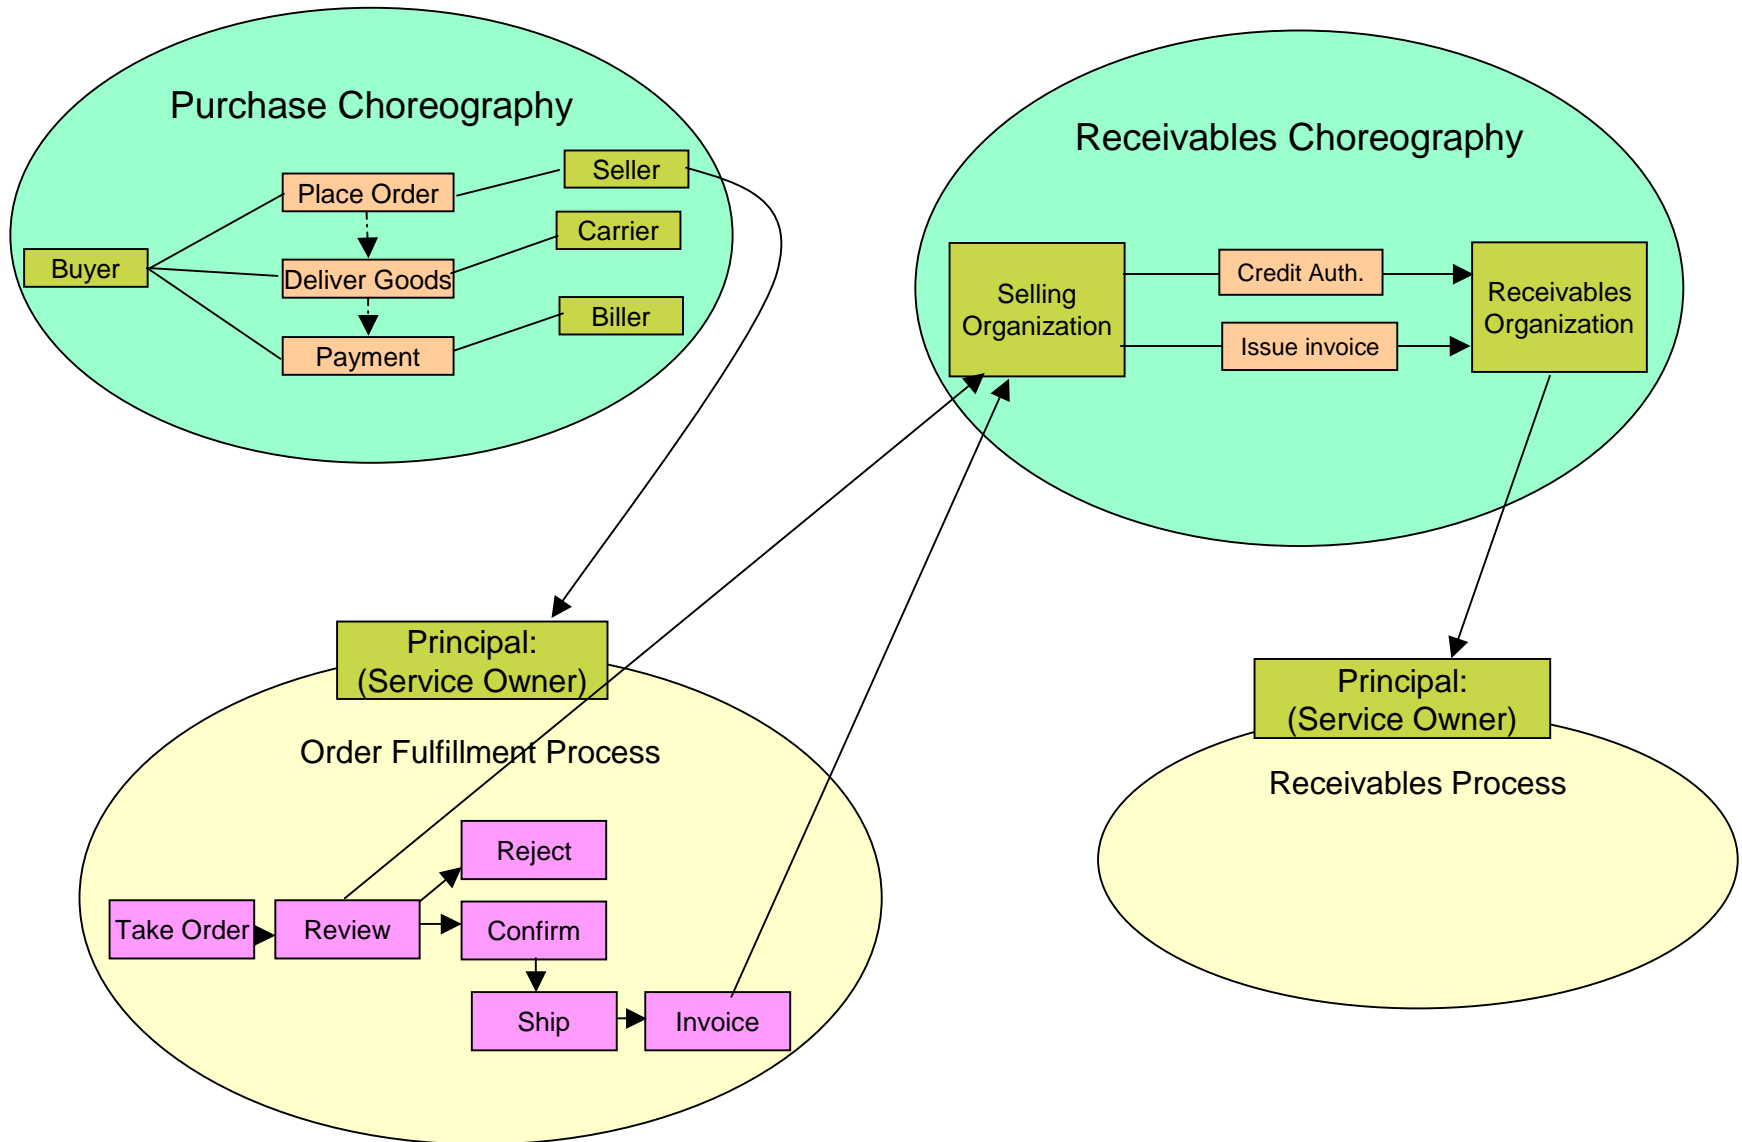 Purchase Choreography
Place Order
Seller
Carrier
Buyer
Deliver Goods
Biller
Payment
Receivables Choreography
Selling
Organization
Credit Auth.
Issue invoice
Receivables
Organization
Principal:
(Service Owner)
Order Fulfillment Process
Reject
Take Order
Review
Confirm
Ship
Invoice
Principal:
(Service Owner)
Receivables Process